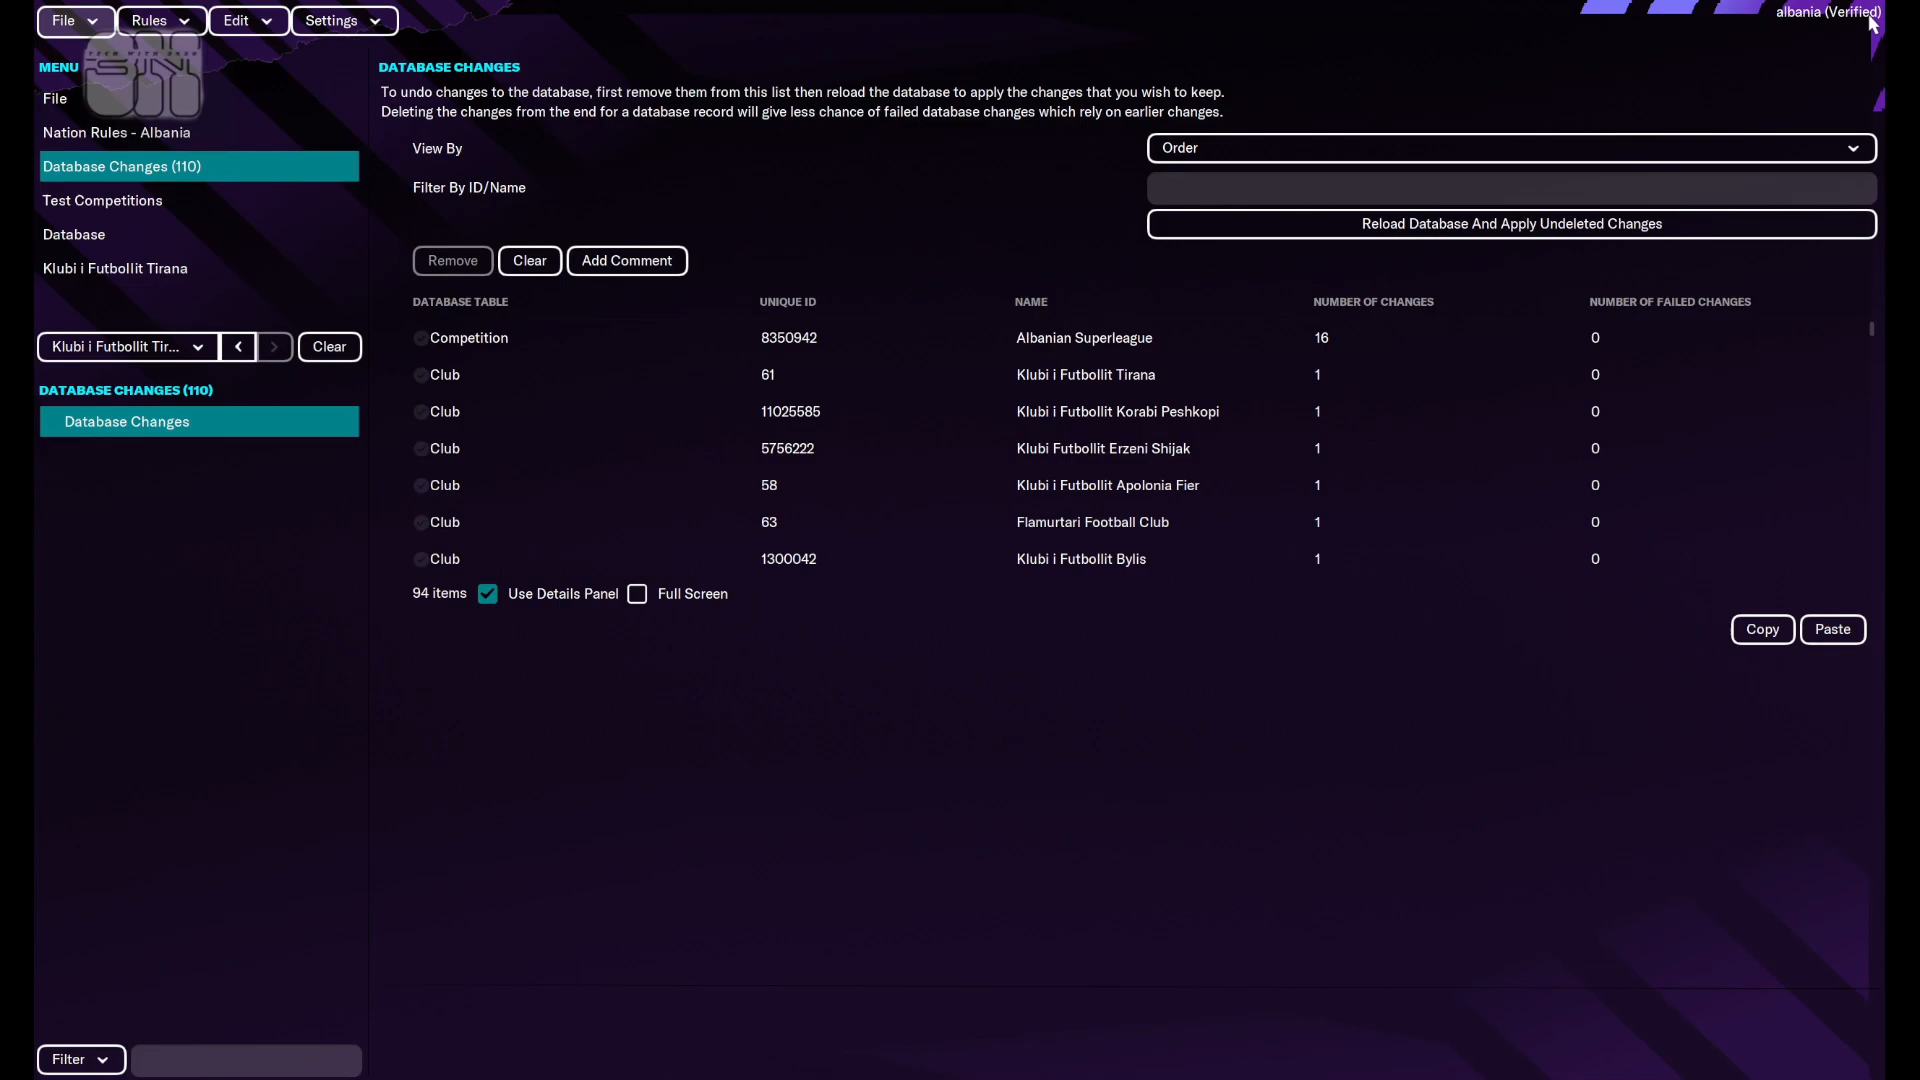 File
Rules
Edit
Settings
albania (Verified)
MENU
File
Nation Rules - Albania
Database Changes (110)
Test Competitions
Database
Klubi i Futbollit Tirana
Klubi i Futbollit Tir...
Clear
DATABASE CHANGES (110)
Database Changes
Filter
DATABASE CHANGES
To undo changes to the database, first remove them from this list then reload the database to apply the changes that you wish to keep.
Deleting the changes from the end for a database record will give less chance of failed database changes which rely on earlier changes.
View By
Order
Filter By ID/Name
Reload Database And Apply Undeleted Changes
Remove
Clear
Add Comment
DATABASE TABLE UNIQUE ID NAME NUMBER OF CHANGES NUMBER OF FAILED CHANGES
Competition 8350942 Albanian Superleague 16 0
Club 61 Klubi i Futbollit Tirana 1 0
Club 11025585 Klubi i Futbollit Korabi Peshkopi 1 0
Club 5756222 Klubi Futbollit Erzeni Shijak 1 0
Club 58 Klubi i Futbollit Apolonia Fier 1 0
Club 63 Flamurtari Football Club 1 0
Club 1300042 Klubi i Futbollit Bylis 1 0
94 items
Use Details Panel
Full Screen
Copy
Paste